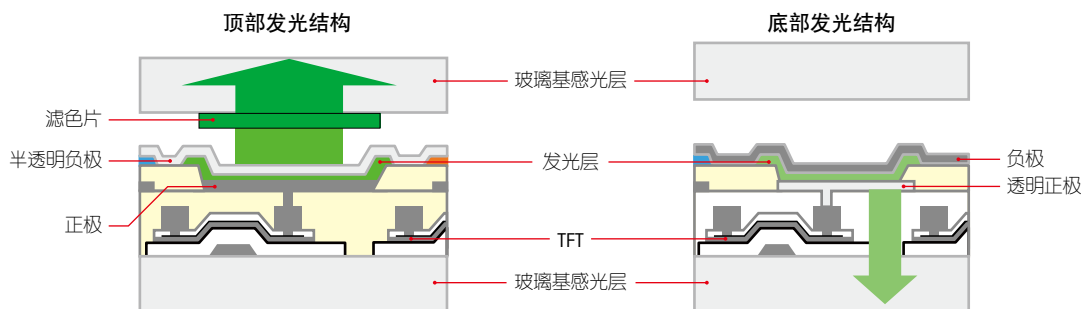 顶部发光结构
底部发光结构
玻璃基感光层
滤色片
半透明负极
发光层
负极
透明正极
正极
TFT
玻璃基感光层